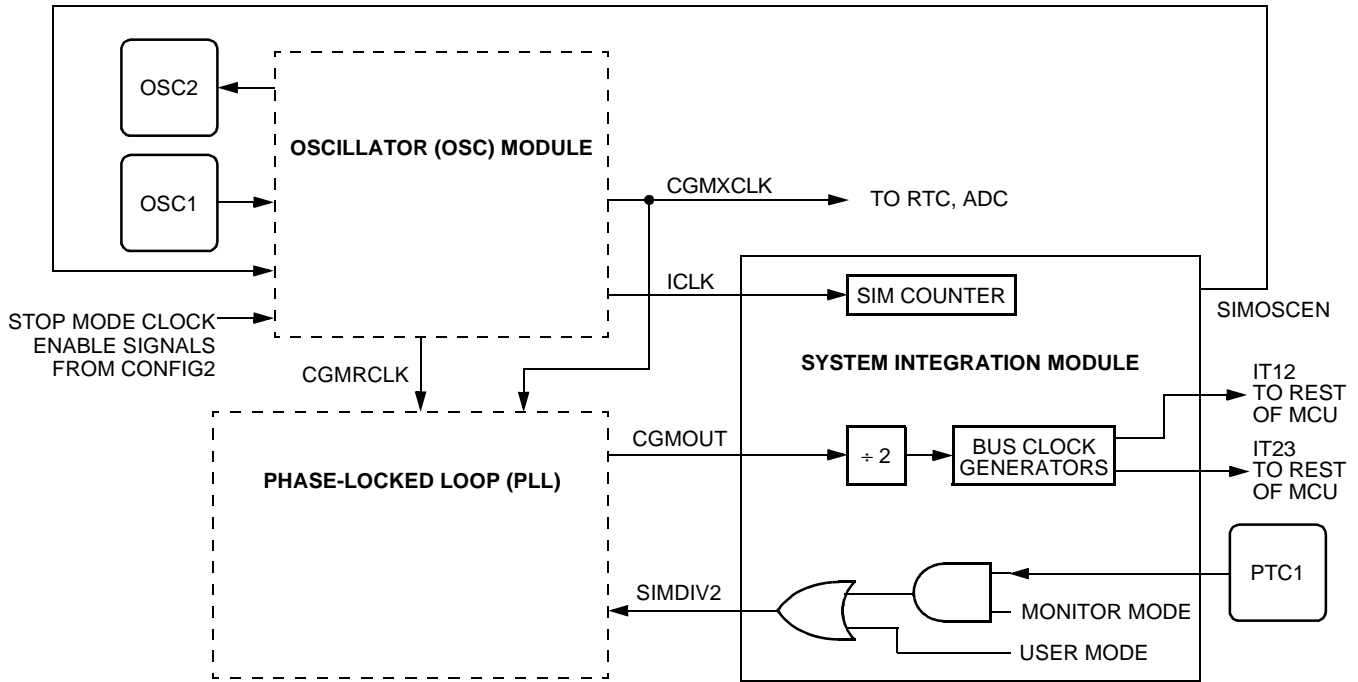 OSC2
OSCILLATOR (OSC) MODULE
OSC1
CGMXCLK
TO RTC, ADC
ICLK
SIM COUNTER
SIMOSCEN
STOP MODE CLOCK
ENABLE SIGNALS
FROM CONFIG2
CGMRCLK
SYSTEM INTEGRATION MODULE
IT12
TO REST
OF MCU
CGMOUT
÷ 2
BUS CLOCK
GENERATORS
IT23
TO REST
OF MCU
PHASE-LOCKED LOOP (PLL)
PTC1
SIMDIV2
MONITOR MODE
USER MODE